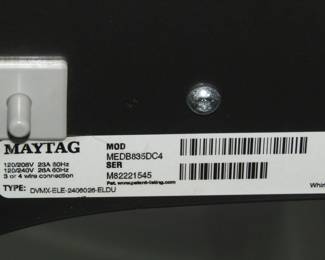 MAYTAG
120/208V 23A 60Hz
120/240V 26A 60Hz
3 or 4 wire connection
TYPE: DVMX-ELE-2406026-ELDU
MOD
MEDB835DC4
SER
M82221545
Pat. www.patent-listing.com
Whirl